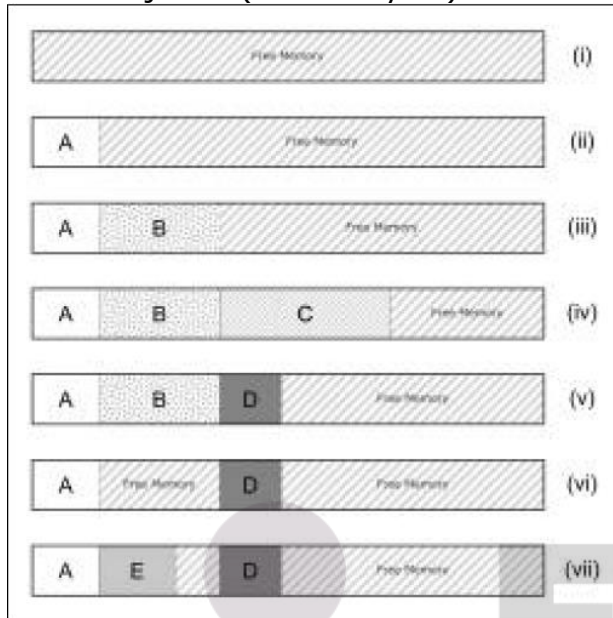 Free Memory (i)
A Free Memory (ii)
A B Free Memory (iii)
A B C Free Memory (iv)
A B D Free Memory (v)
A Free Memory D Free Memory (vi)
A E D Free Memory (vii)